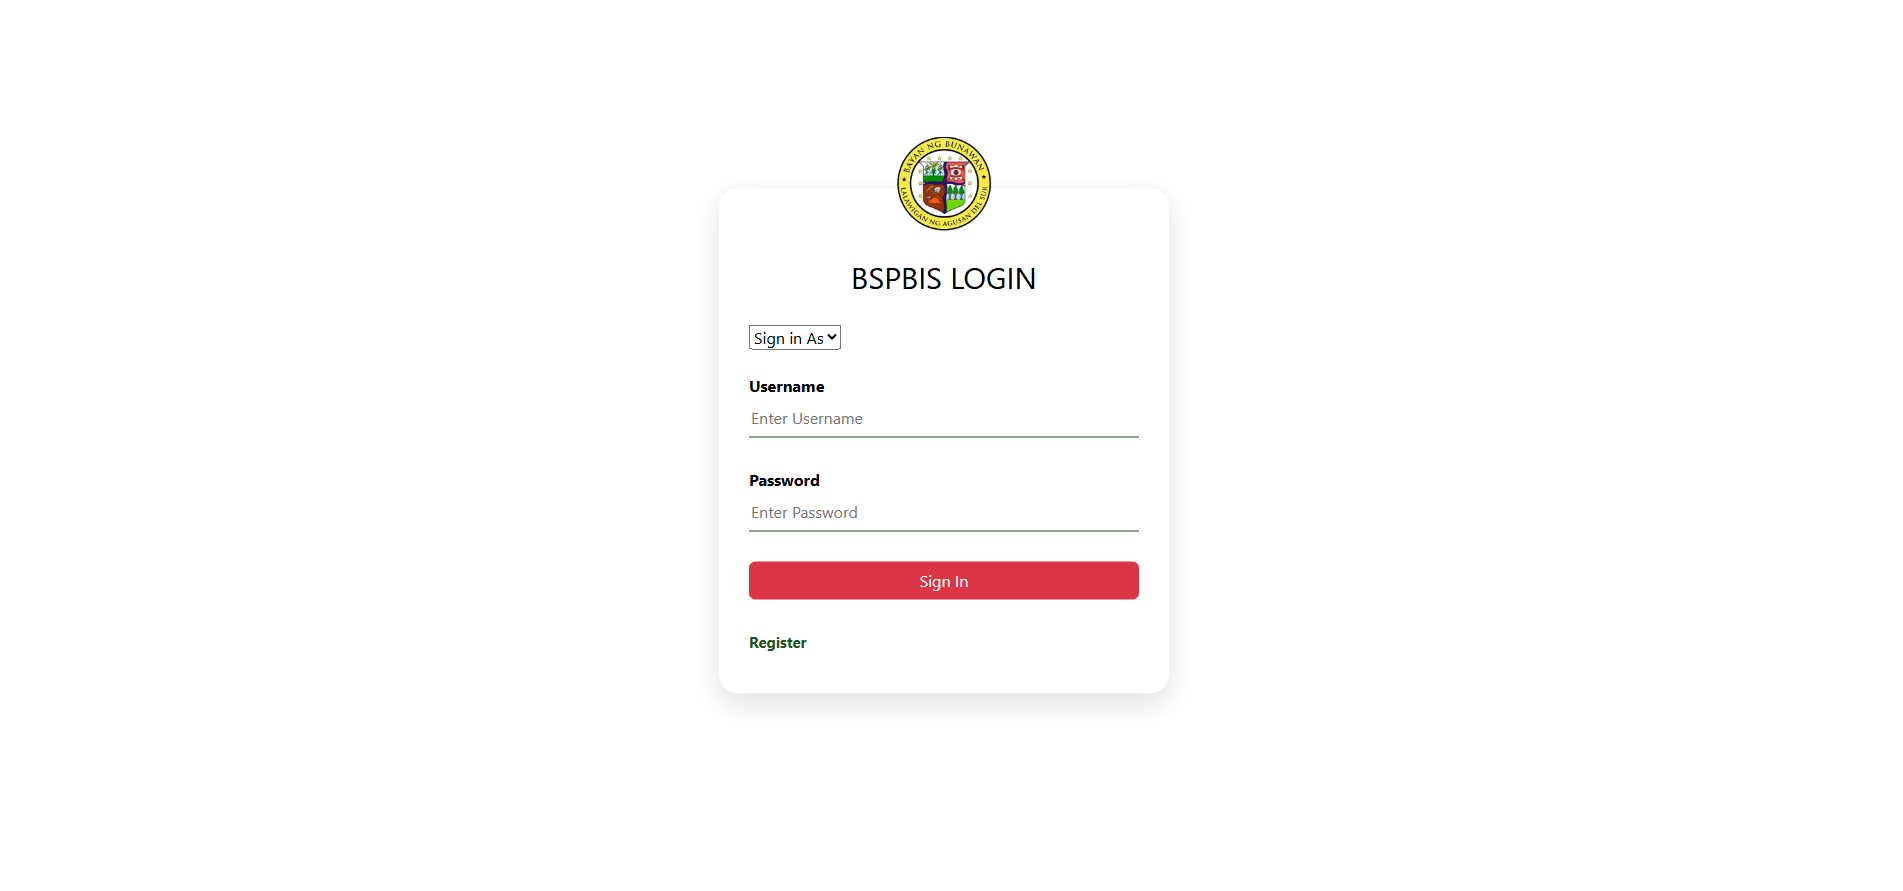 BAYAN NG BUNAWAN
LALAWIGAN NG AGUSAN DEL SUR
BSPBIS LOGIN
Sign in As
Username
Enter Username
Password
Enter Password
Sign In
Register